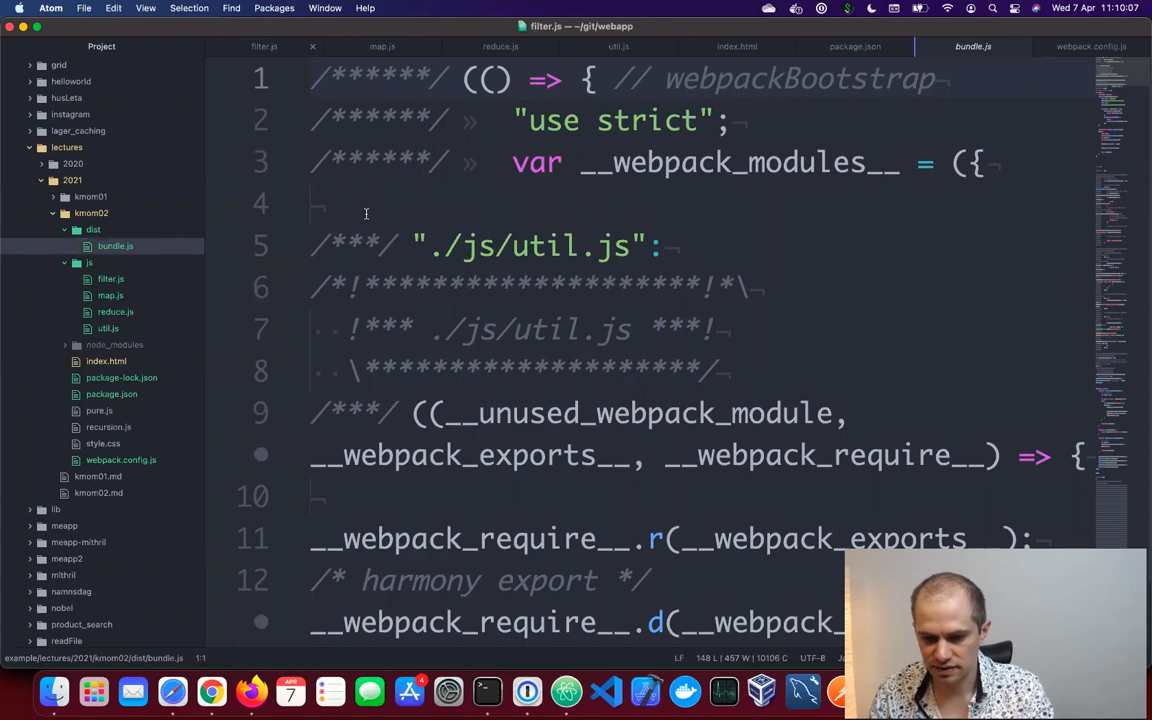 Atom File Edit View Selection Find Packages Window Help
Wed 7 Apr 11:10:07
filter.js — ~/git/webapp
Project
filter.js
map.js
reduce.js
util.js
index.html
package.json
bundle.js
webpack.config.js
grid
helloworld
husLeta
instagram
lager_caching
lectures
2020
2021
kmom01
kmom02
dist
bundle.js
js
filter.js
map.js
reduce.js
util.js
node_modules
index.html
package-lock.json
package.json
pure.js
recursion.js
style.css
webpack.config.js
kmom01.md
kmom02.md
lib
meapp
meapp-mithril
meapp2
mithril
namnsdag
nobel
product_search
readFile
1 /******/ (() => { // webpackBootstrap¬
2 /******/ » "use strict";¬
3 /******/ » var __webpack_modules__ = ({¬
4 ¬
5 /***/ "./js/util.js":¬
6 /*!********************!*\¬
7 ··!*** ./js/util.js ***!¬
8 ··\********************/¬
9 /***/ ((__unused_webpack_module,
• __webpack_exports__, __webpack_require__) => {¬
10 ¬
11 __webpack_require__.r(__webpack_exports__);¬
12 /* harmony export */
• __webpack_require__.d(__webpack_
example/lectures/2021/kmom02/dist/bundle.js 1:1
LF 148 L | 457 W | 10106 C UTF-8
7
4